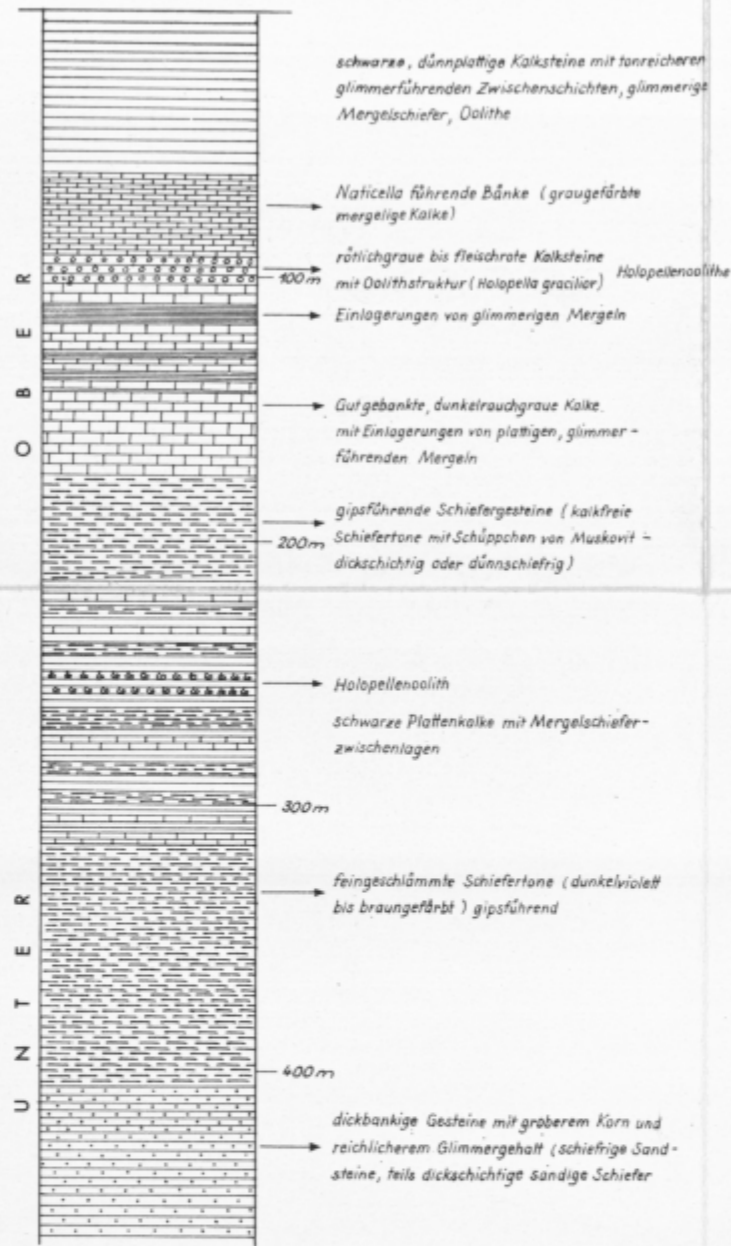 schwarze, dünnplattige Kalksteine mit tonreicheren
glimmerführenden Zwischenschichten, glimmerige
Mergelschiefer, Oolithe
Naticella führende Bänke (graugefärbte
mergelige Kalke)
rötlichgraue bis fleischrote Kalksteine
mit Oolithstruktur (Holopella gracilior) Holopellenoolithe
100m
Einlagerungen von glimmerigen Mergeln
OBER
Gut gebankte, dunkelrauchgraue Kalke
mit Einlagerungen von plattigen, glimmer-
führenden Mergeln
gipsführende Schiefergesteine (kalkfreie
Schiefertone mit Schüppchen von Muskovit -
dickschichtig oder dünnschiefrig)
200m
Holopellenoolith
schwarze Plattenkalke mit Mergelschiefer-
zwischenlagen
300m
feingeschlämmte Schiefertone (dunkelviolett
bis braungefärbt) gipsführend
UNTER
400m
dickbankige Gesteine mit groberem Korn und
reichlicherem Glimmergehalt (schiefrige Sand-
steine, teils dickschichtige sandige Schiefer